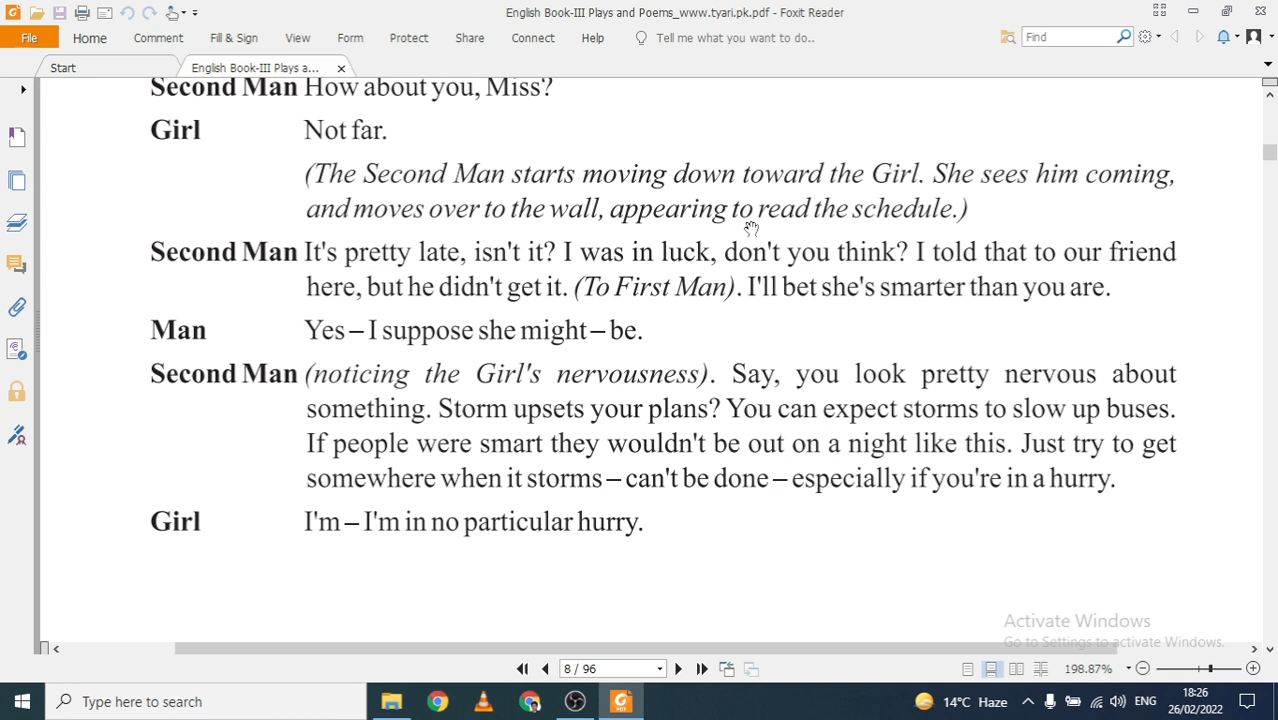 English Book-III Plays and Poems_www.tyari.pk.pdf - Foxit Reader
File Home Comment Fill & Sign View Form Protect Share Connect Help Tell me what you want to do.. Find
Start English Book-III Plays a...
Second Man How about you, Miss?
Girl Not far.
(The Second Man starts moving down toward the Girl. She sees him coming,
and moves over to the wall, appearing to read the schedule.)
Second Man It's pretty late, isn't it? I was in luck, don't you think? I told that to our friend
here, but he didn't get it. (To First Man). I'll bet she's smarter than you are.
Man Yes – I suppose she might – be.
Second Man (noticing the Girl's nervousness). Say, you look pretty nervous about
something. Storm upsets your plans? You can expect storms to slow up buses.
If people were smart they wouldn't be out on a night like this. Just try to get
somewhere when it storms – can't be done – especially if you're in a hurry.
Girl I'm – I'm in no particular hurry.
Activate Windows
Go to Settings to activate Windows.
8 / 96 198.87%
Type here to search 14°C Haze ENG 18:26
26/02/2022